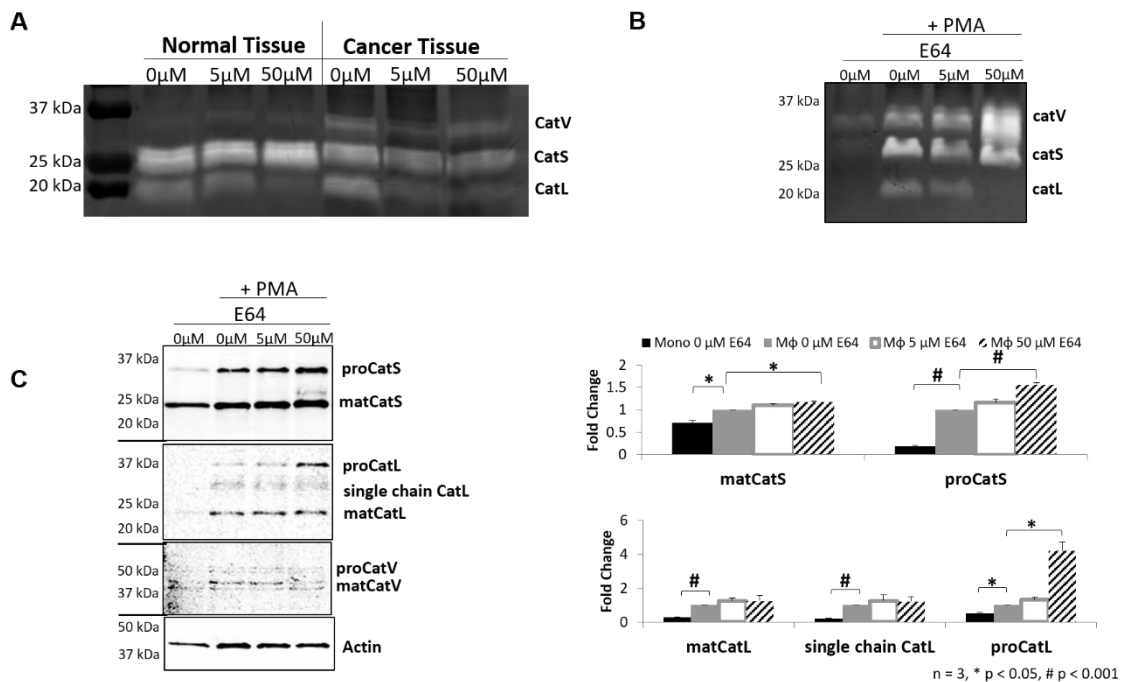 A
Normal Tissue Cancer Tissue
0µM 5µM 50µM 0µM 5µM 50µM
37 kDa
25 kDa
20 kDa
CatV
CatS
CatL
B
+ PMA
E64
0µM 0µM 5µM 50µM
37 kDa
25 kDa
20 kDa
catV
catS
catL
C
+ PMA
E64
0µM 0µM 5µM 50µM
37 kDa
25 kDa
20 kDa
proCatS
matCatS
37 kDa
25 kDa
20 kDa
proCatL
single chain CatL
matCatL
50 kDa
37 kDa
proCatV
matCatV
50 kDa
37 kDa
Actin
Mono 0 µM E64 Mφ 0 µM E64 Mφ 5 µM E64 Mφ 50 µM E64
Fold Change
2
1.5
1
0.5
0
* * # #
matCatS proCatS
Fold Change
6
4
2
0
# # * *
matCatL single chain CatL proCatL
n = 3, * p < 0.05, # p < 0.001